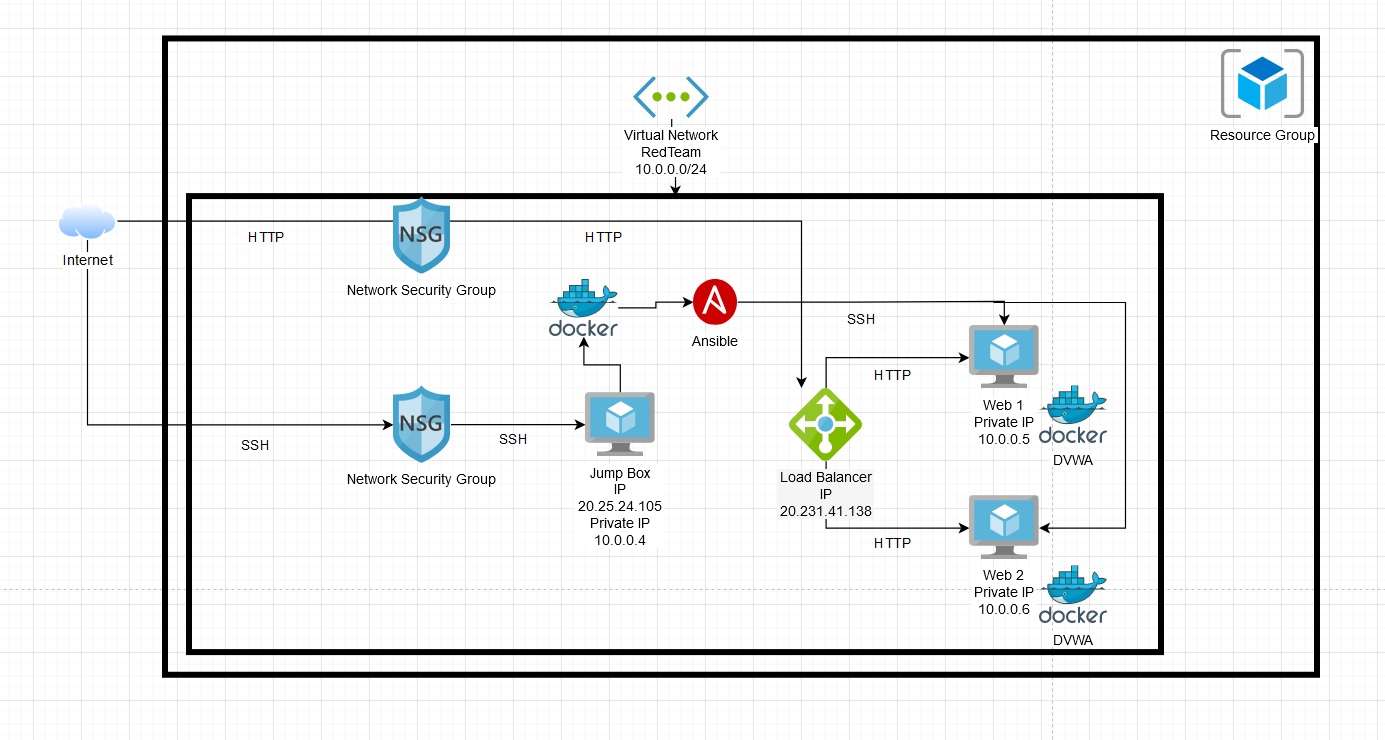 Resource Group
Virtual Network
RedTeam
10.0.0.0/24
Internet
HTTP
NSG
Network Security Group
HTTP
docker
Ansible
SSH
HTTP
Web 1
Private IP
10.0.0.5
docker
DVWA
SSH
NSG
Network Security Group
SSH
Jump Box
IP
20.25.24.105
Private IP
10.0.0.4
Load Balancer
IP
20.231.41.138
HTTP
Web 2
Private IP
10.0.0.6
docker
DVWA